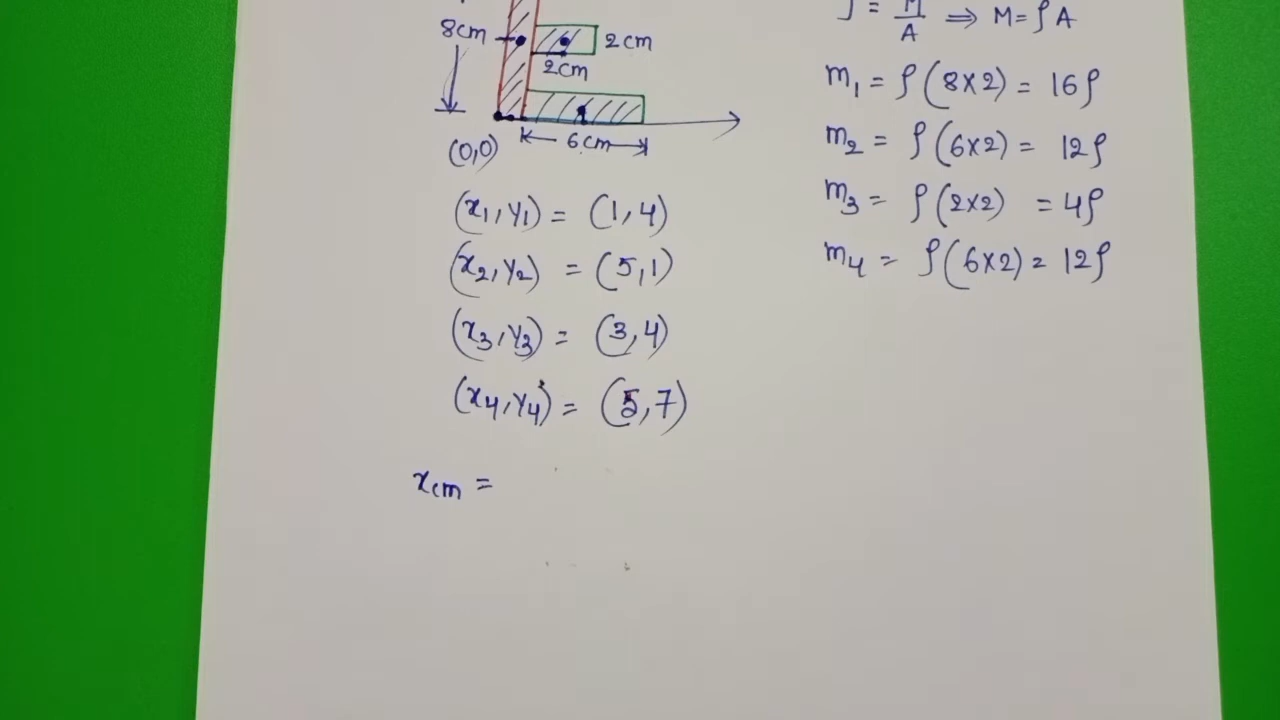 8cm
2cm
2cm
6cm
(0,0)
(x₁,y₁) = (1,4)
(x₂,y₂) = (5,1)
(x₃,y₃) = (3,4)
(x₄,y₄) = (5,7)
xcm =
ρ = M/A ⇒ M=ρA
m₁ = ρ(8×2) = 16ρ
m₂ = ρ(6×2) = 12ρ
m₃ = ρ(2×2) = 4ρ
m₄ = ρ(6×2) = 12ρ